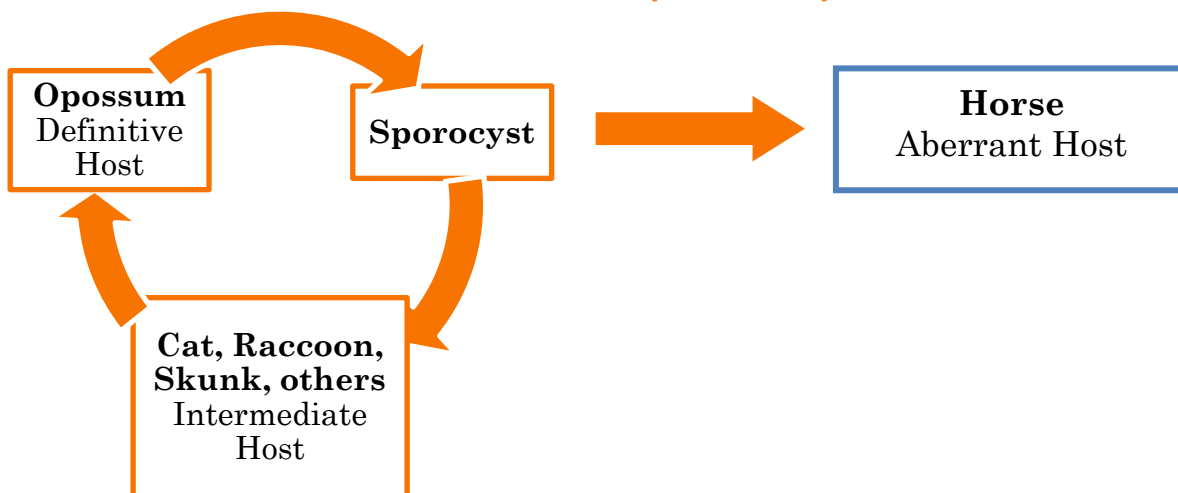 Opossum
Definitive
Host
Sporocyst
Horse
Aberrant Host
Cat, Raccoon,
Skunk, others
Intermediate
Host